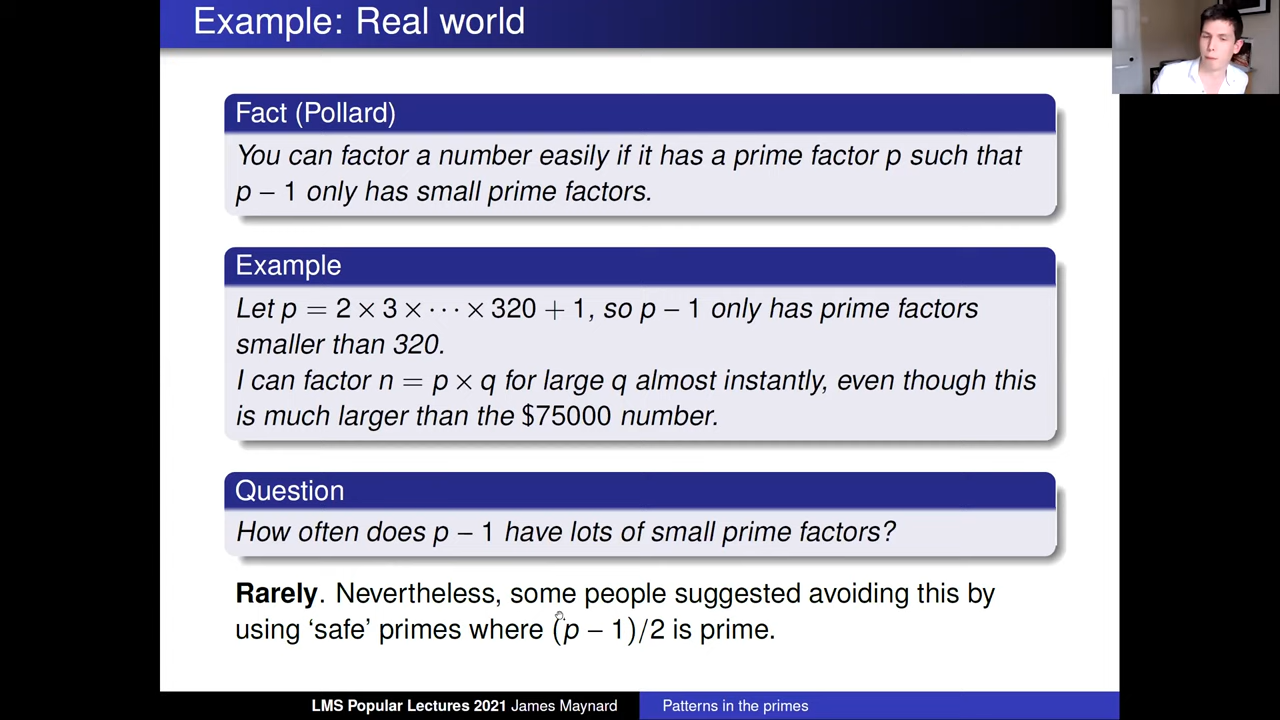 Example: Real world
Fact (Pollard)
You can factor a number easily if it has a prime factor p such that
p − 1 only has small prime factors.
Example
Let p = 2 × 3 × · · · × 320 + 1, so p − 1 only has prime factors
smaller than 320.
I can factor n = p × q for large q almost instantly, even though this
is much larger than the $75000 number.
Question
How often does p − 1 have lots of small prime factors?
Rarely. Nevertheless, some people suggested avoiding this by
using ‘safe’ primes where (p − 1)/2 is prime.
LMS Popular Lectures 2021 James Maynard
Patterns in the primes